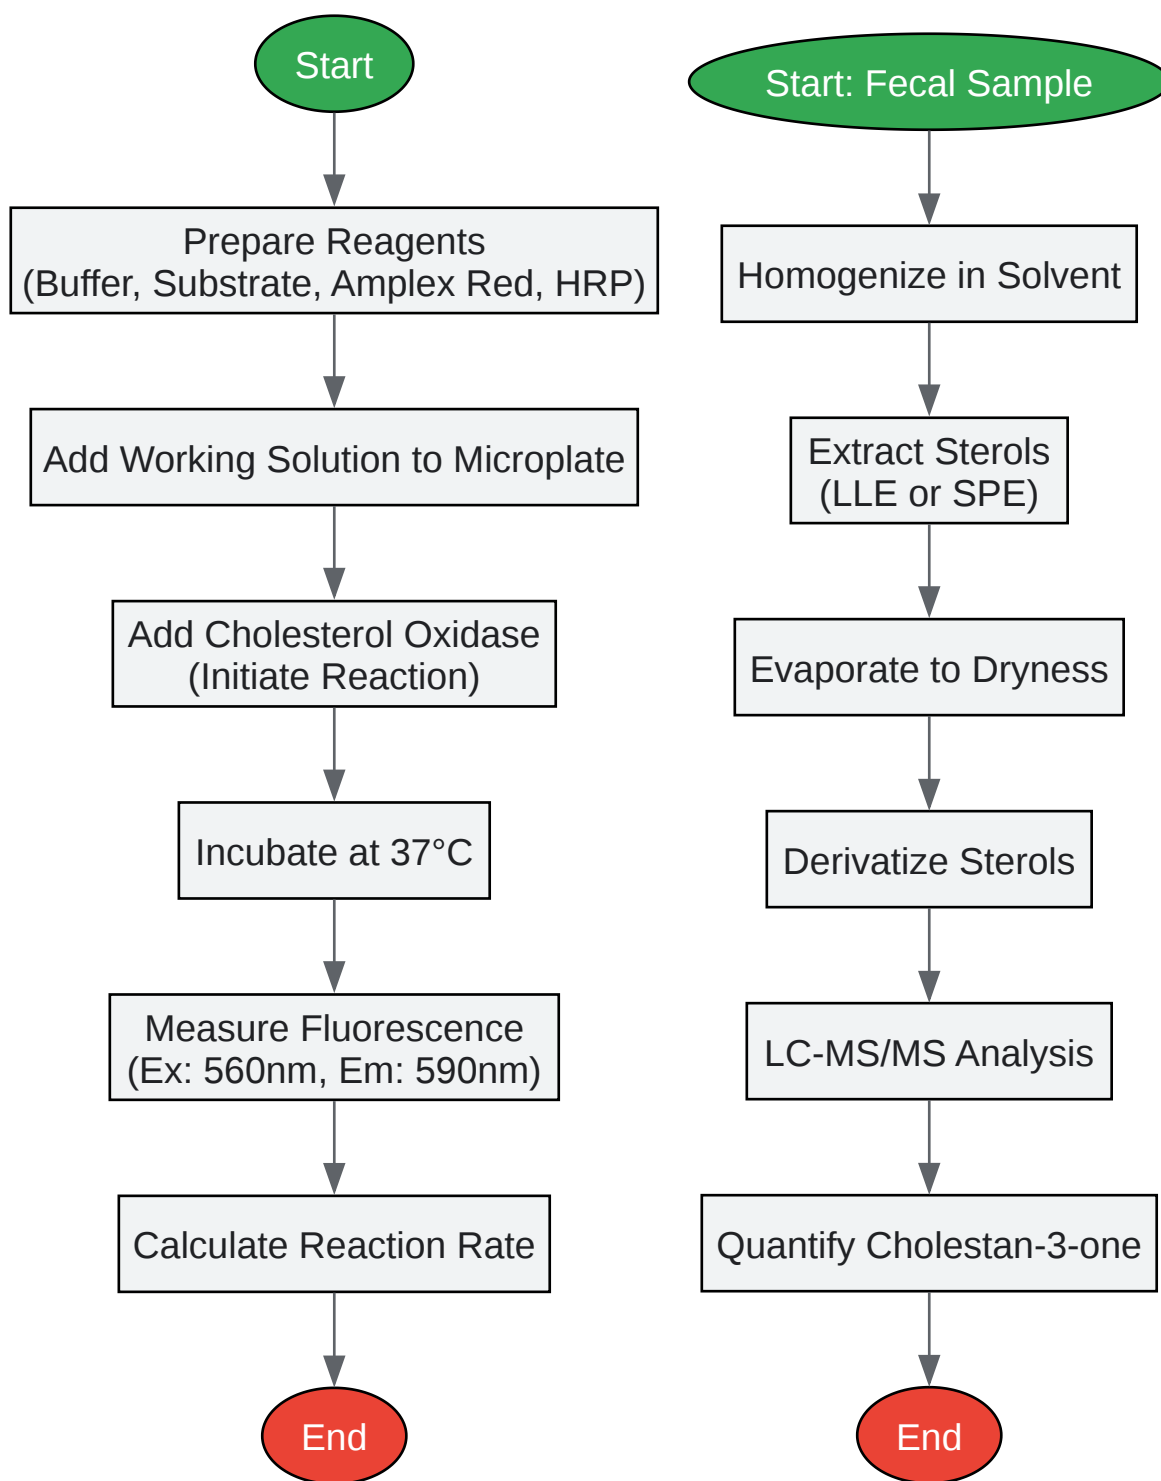 Start
Prepare Reagents
(Buffer, Substrate, Amplex Red, HRP)
Add Working Solution to Microplate
Add Cholesterol Oxidase
(Initiate Reaction)
Incubate at 37°C
Measure Fluorescence
(Ex: 560nm, Em: 590nm)
Calculate Reaction Rate
End
Start: Fecal Sample
Homogenize in Solvent
Extract Sterols
(LLE or SPE)
Evaporate to Dryness
Derivatize Sterols
LC-MS/MS Analysis
Quantify Cholestan-3-one
End